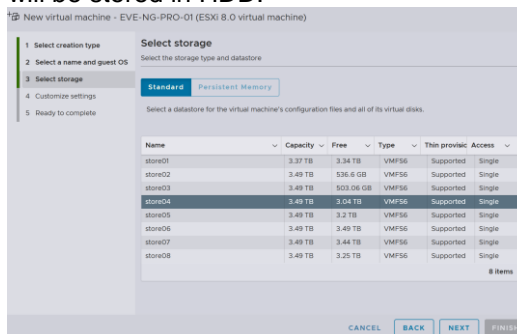 will be stored in HDD.
New virtual machine - EVE-NG-PRO-01 (ESXi 8.0 virtual machine)
1 Select creation type
2 Select a name and guest OS
3 Select storage
4 Customize settings
5 Ready to complete
Select storage
Select the storage type and datastore
Standard Persistent Memory
Select a datastore for the virtual machine's configuration files and all of its virtual disks.
Name Capacity Free Type Thin provisic Access
store01 3.37 TB 3.34 TB VMFS6 Supported Single
store02 3.49 TB 536.6 GB VMFS6 Supported Single
store03 3.49 TB 503.06 GB VMFS6 Supported Single
store04 3.49 TB 3.04 TB VMFS6 Supported Single
store05 3.49 TB 3.2 TB VMFS6 Supported Single
store06 3.49 TB 3.49 TB VMFS6 Supported Single
store07 3.49 TB 3.44 TB VMFS6 Supported Single
store08 3.49 TB 3.25 TB VMFS6 Supported Single
8 items
CANCEL BACK NEXT FINISH